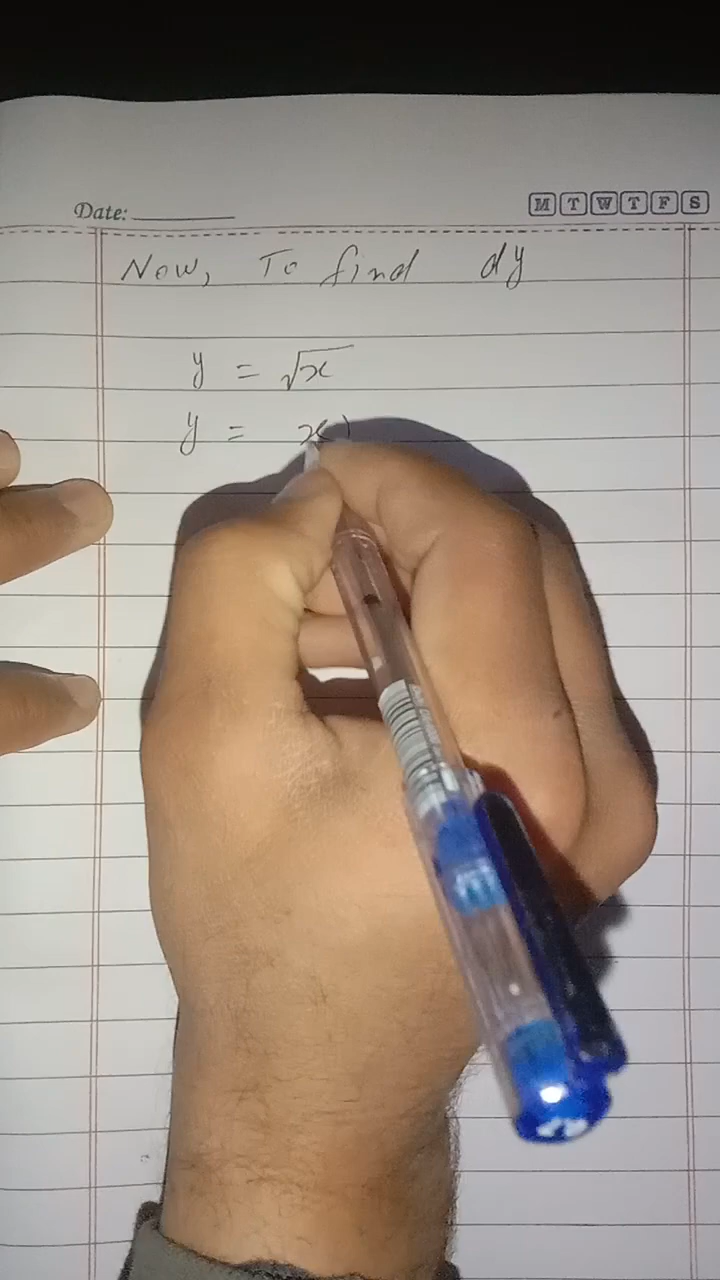 Date:
M T W T F S
Now, To find dy
y = √x
y = x